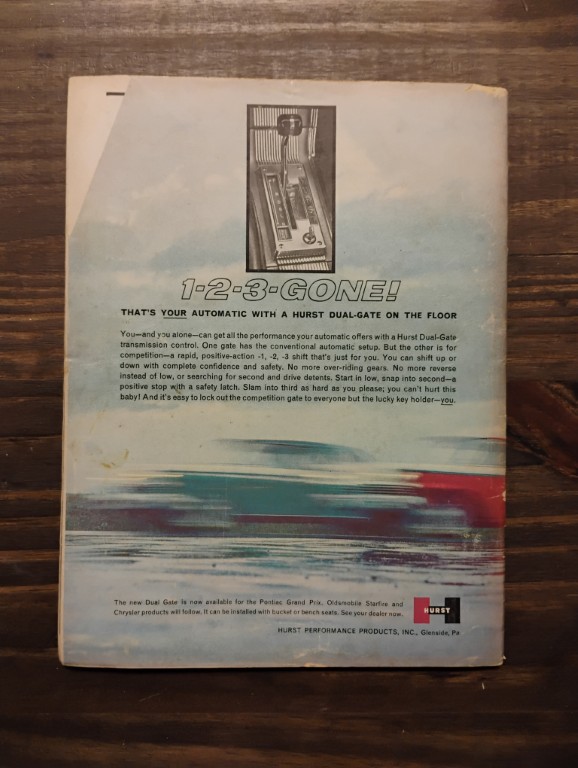 1-2-3-GONE!
THAT'S YOUR AUTOMATIC WITH A HURST DUAL-GATE ON THE FLOOR
You—and you alone—can get all the performance your automatic offers with a Hurst Dual-Gate
transmission control. One gate has the conventional automatic setup. But the other is for
competition—a rapid, positive-action -1, -2, -3 shift that's just for you. You can shift up or
down with complete confidence and safety. No more over-riding gears. No more reverse
instead of low, or searching for second and drive detents. Start in low, snap into second—a
positive stop with a safety latch. Slam into third as hard as you please; you can't hurt this
baby! And it's easy to lock out the competition gate to everyone but the lucky key holder—you.
The new Dual Gate is now available for the Pontiac Grand Prix, Oldsmobile Starfire and
Chrysler products will follow. It can be installed with bucket or bench seats. See your dealer now.
HURST
HURST PERFORMANCE PRODUCTS, INC., Glenside, Pa